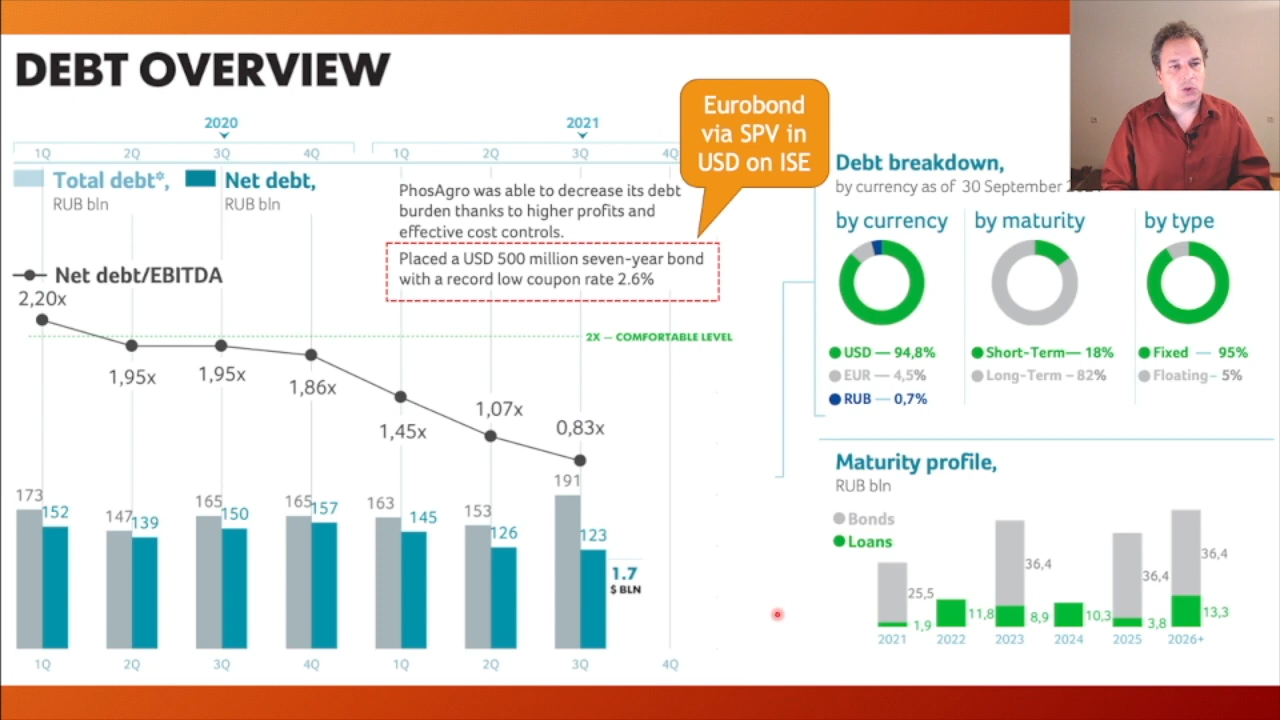 DEBT OVERVIEW
2020
2021
1Q
2Q
3Q
4Q
1Q
2Q
3Q
4Q
Total debt*,
RUB bln
Net debt,
RUB bln
PhosAgro was able to decrease its debt
burden thanks to higher profits and
effective cost controls.
Placed a USD 500 million seven-year bond
with a record low coupon rate 2.6%
Eurobond
via SPV in
USD on ISE
Net debt/EBITDA
2,20x
1,95x
1,95x
1,86x
1,45x
1,07x
0,83x
2X — COMFORTABLE LEVEL
173
152
147
139
165
150
165
157
163
145
153
126
191
123
1.7
$ BLN
1Q
2Q
3Q
4Q
1Q
2Q
3Q
4Q
Debt breakdown,
by currency as of 30 September
by currency
USD — 94,8%
EUR — 4,5%
RUB — 0,7%
by maturity
Short-Term— 18%
Long-Term – 82%
by type
Fixed — 95%
Floating– 5%
Maturity profile,
RUB bln
Bonds
Loans
25,5
1,9
11,8
36,4
8,9
10,3
36,4
3,8
36,4
13,3
2021
2022
2023
2024
2025
2026+